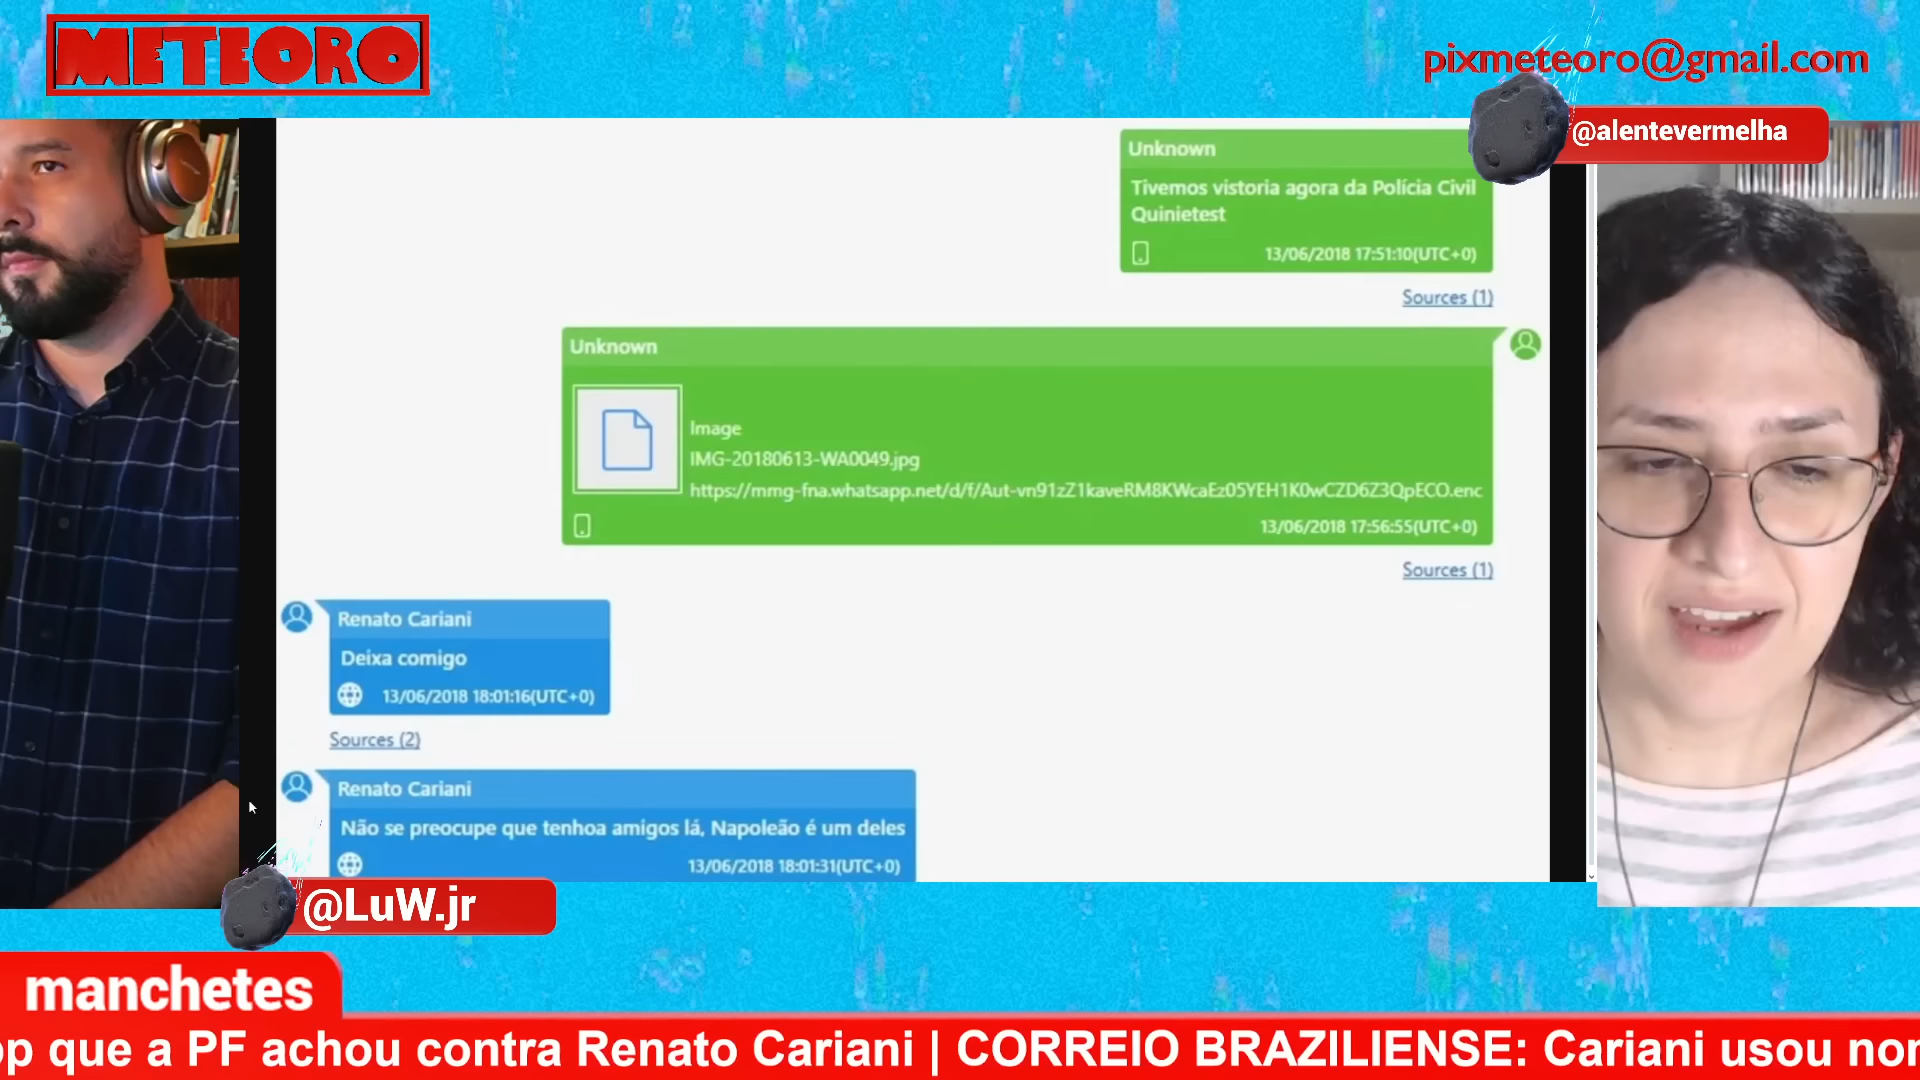 METEORO
pixmeteoro@gmail.com
@alentevermelha
Unknown
Tivemos vistoria agora da Polícia Civil
Quinietest
13/06/2018 17:51:10(UTC+0)
Sources (1)
Unknown
Image
IMG-20180613-WA0049.jpg
https://mmg-fna.whatsapp.net/d/f/Aut-vn91zZ1kaveRM8KWcaEz05YEH1K0wCZD6Z3QpECO.enc
13/06/2018 17:56:55(UTC+0)
Sources (1)
Renato Cariani
Deixa comigo
13/06/2018 18:01:16(UTC+0)
Sources (2)
Renato Cariani
Não se preocupe que tenhoa amigos lá, Napoleão é um deles
13/06/2018 18:01:31(UTC+0)
@LuW.jr
manchetes
pp que a PF achou contra Renato Cariani | CORREIO BRAZILIENSE: Cariani usou nor